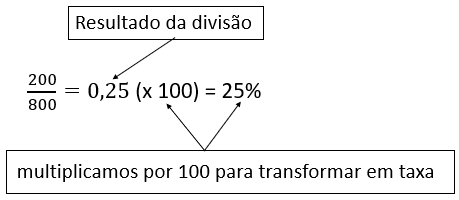 Resultado da divisão
200/800 = 0,25 (x 100) = 25%
multiplicamos por 100 para transformar em taxa